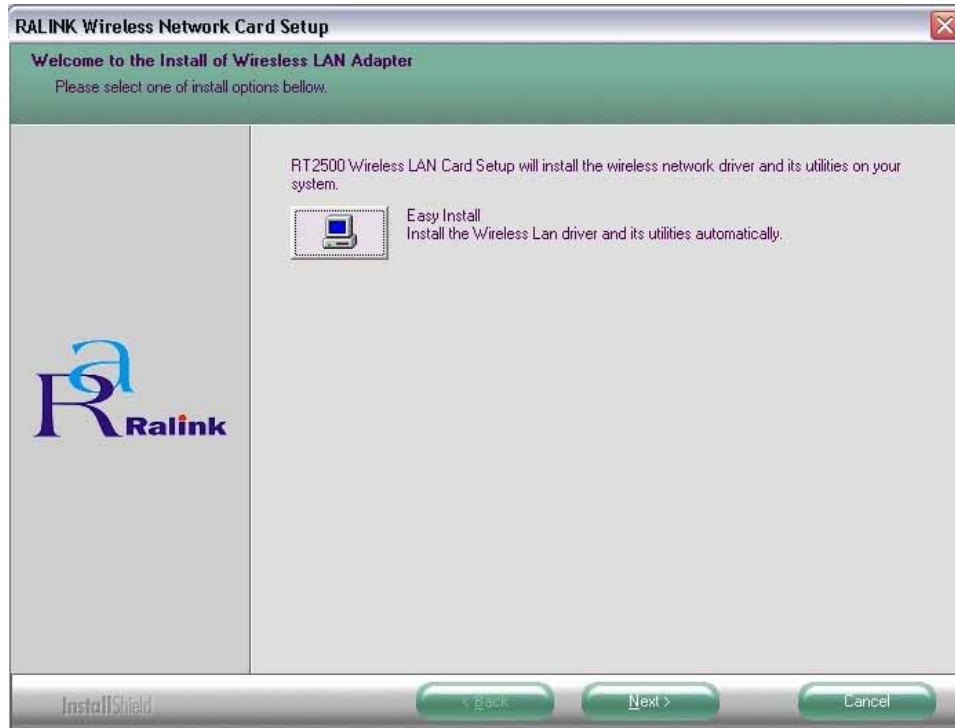 RALINK Wireless Network Card Setup
Welcome to the Install of Wiresless LAN Adapter
Please select one of install options bellow.
RT2500 Wireless LAN Card Setup will install the wireless network driver and its utilities on your
system.
Easy Install
Install the Wireless Lan driver and its utilities automatically.
Ra
Ralink
InstallShield
< Back
Next >
Cancel